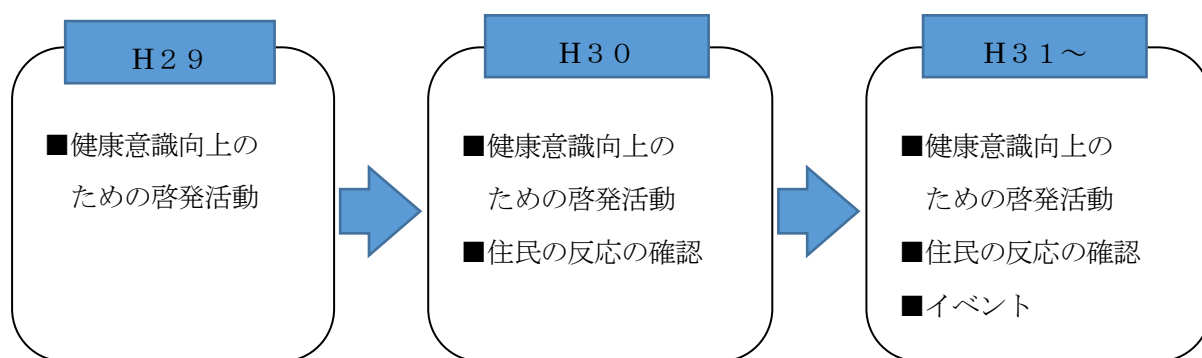 H29
■健康意識向上の
ための啓発活動
H30
■健康意識向上の
ための啓発活動
■住民の反応の確認
H31～
■健康意識向上の
ための啓発活動
■住民の反応の確認
■イベント